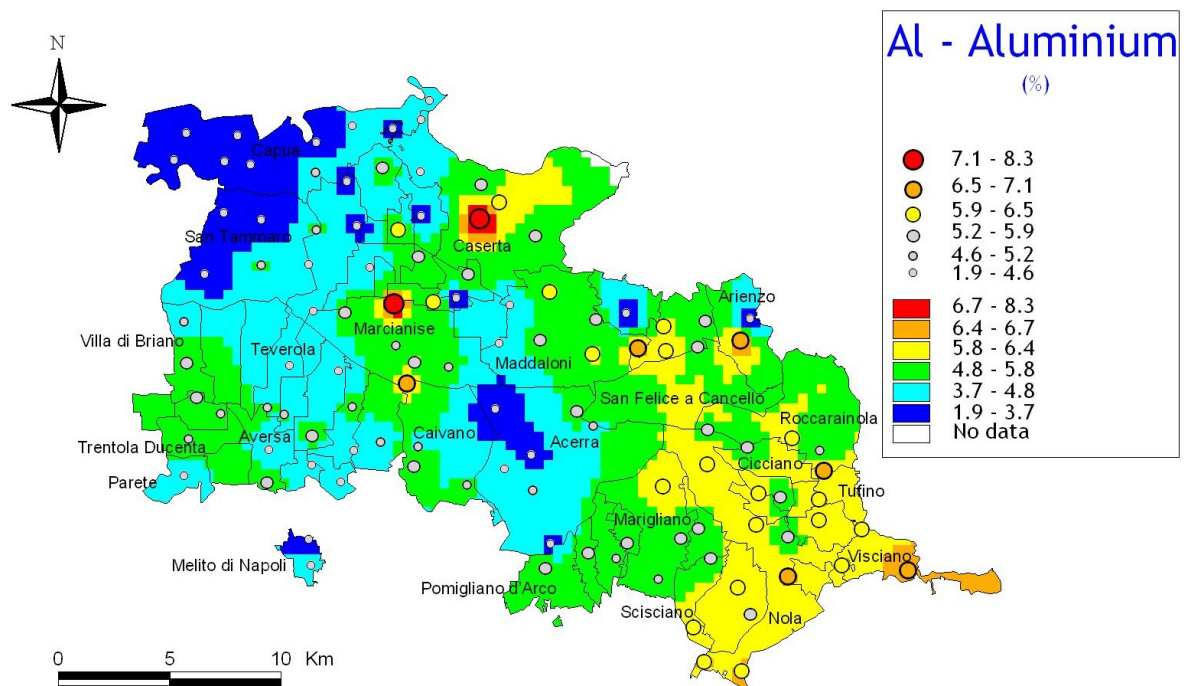 Al - Aluminium
(%)
N
7.1 - 8.3
6.5 - 7.1
5.9 - 6.5
5.2 - 5.9
4.6 - 5.2
1.9 - 4.6
6.7 - 8.3
6.4 - 6.7
5.8 - 6.4
4.8 - 5.8
3.7 - 4.8
1.9 - 3.7
No data
Capua
San Tammaro
Caserta
Arienzo
Marcianise
Villa di Briano
Teverola
Maddaloni
San Felice a Cancello
Roccarainola
Trentola Ducenta
Aversa
Caivano
Acerra
Cicciano
Parete
Tufino
Marigliano
Visciano
Melito di Napoli
Pomigliano d'Arco
Scisciano
Nola
0 5 10 Km